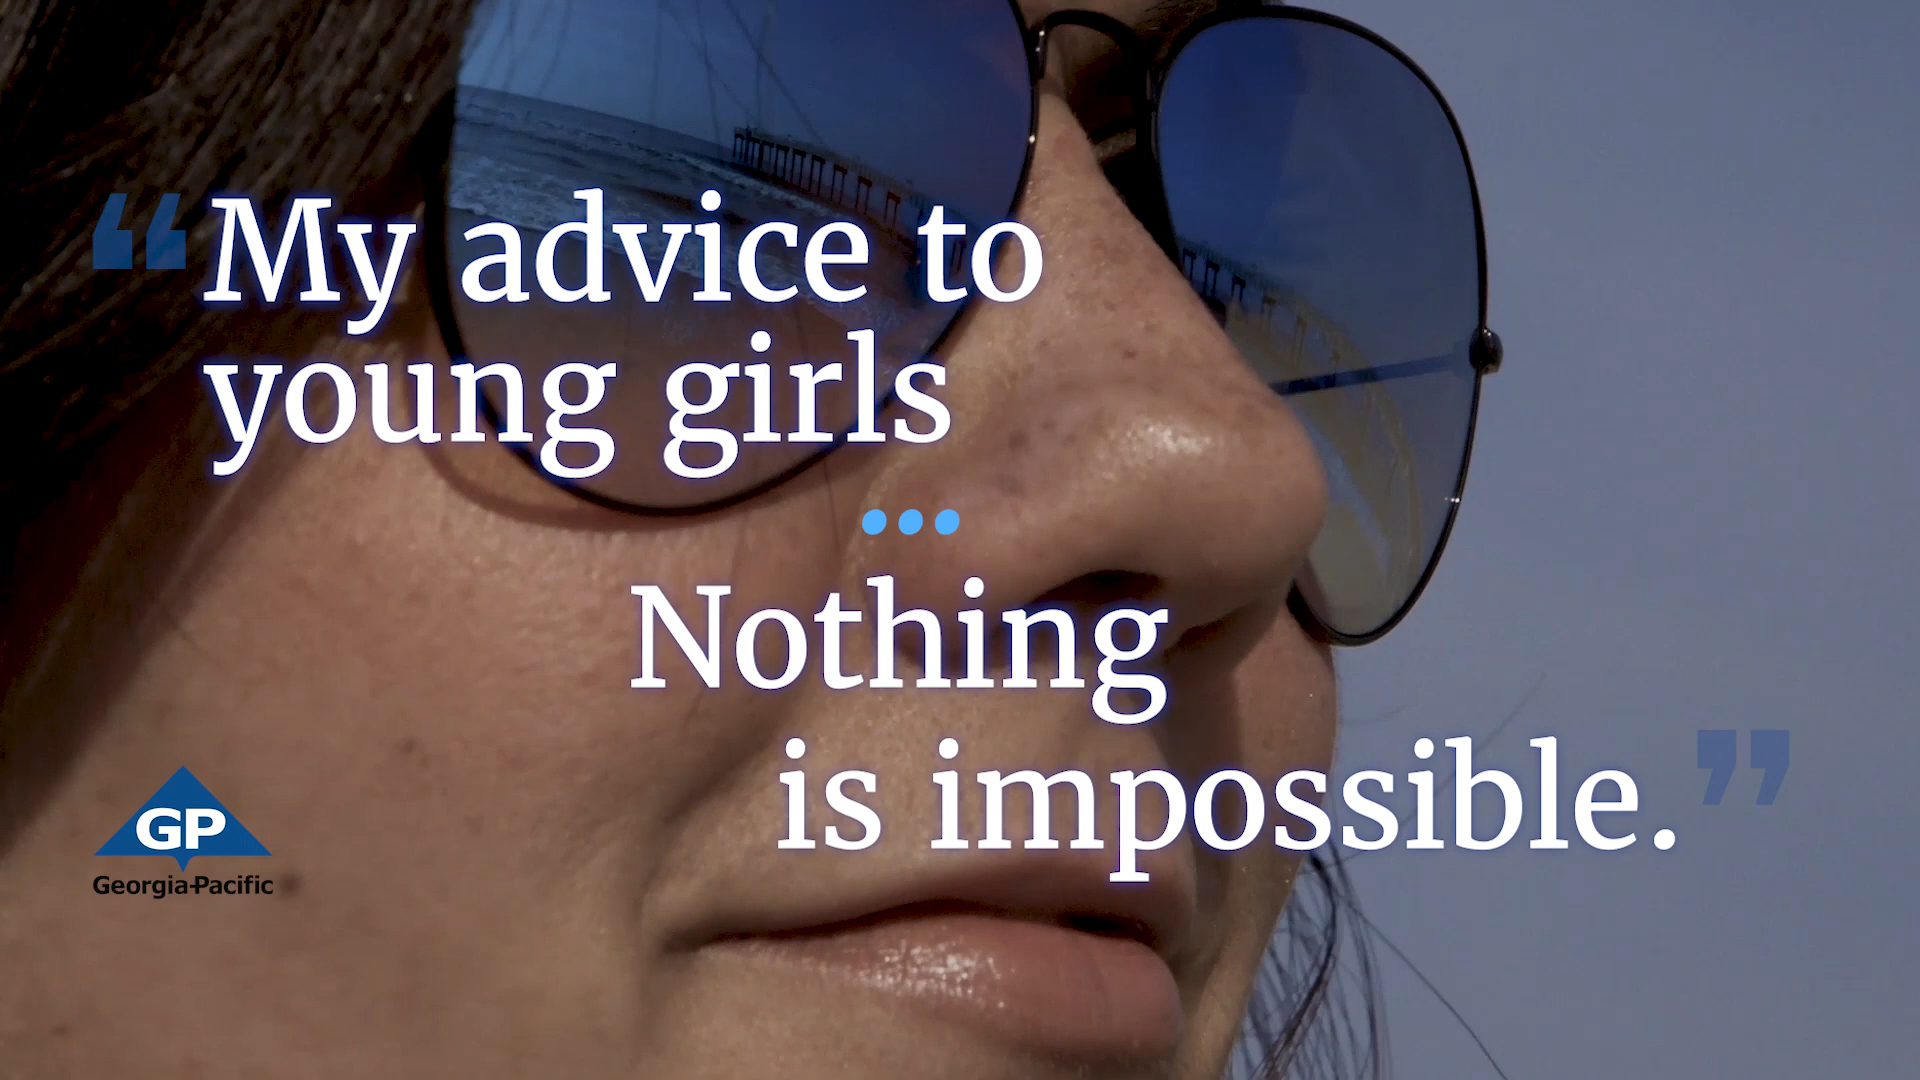 “My advice to
young girls
...
Nothing
is impossible.”
GP
Georgia-Pacific